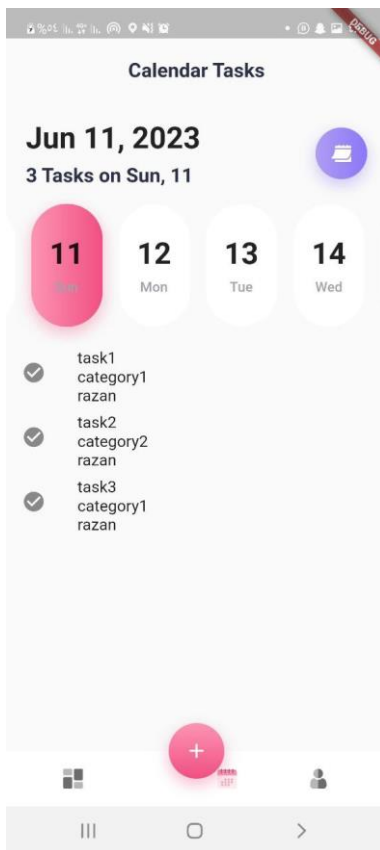 DEBUG
Calendar Tasks
Jun 11, 2023
3 Tasks on Sun, 11
11
12
13
14
Sun
Mon
Tue
Wed
task1
category1
razan
task2
category2
razan
task3
category1
razan